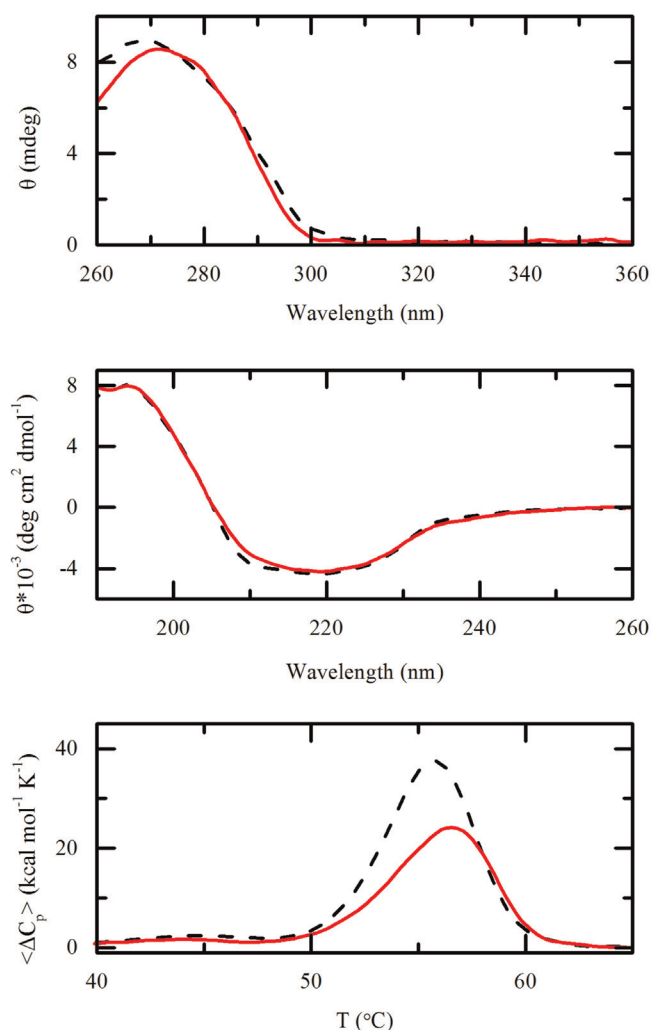 8
4
0
θ (mdeg)
260 280 300 320 340 360
Wavelength (nm)
8
4
0
-4
θ*10⁻³ (deg cm² dmol⁻¹)
200 220 240 260
Wavelength (nm)
40
20
0
<ΔCₚ> (kcal mol⁻¹ K⁻¹)
40 50 60
T (°C)